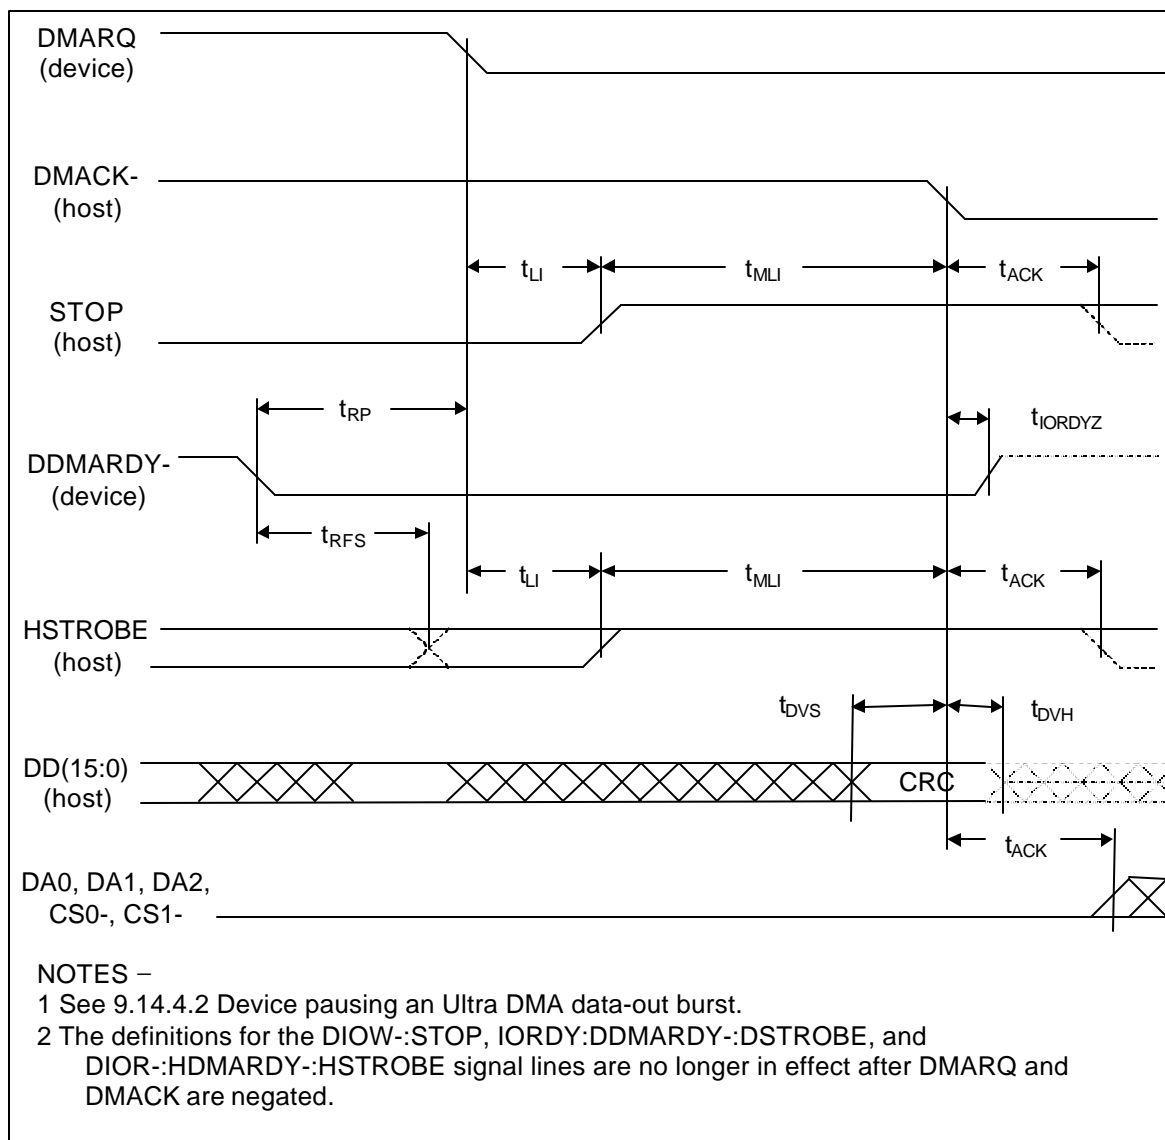 DMARQ
(device)
DMACK-
(host)
tLI
tMLI
tACK
STOP
(host)
tRP
tIORDYZ
DDMARDY-
(device)
tRFS
tLI
tMLI
tACK
HSTROBE
(host)
tDVS
tDVH
DD(15:0)
(host)
CRC
tACK
DA0, DA1, DA2,
CS0-, CS1-
NOTES –
1 See 9.14.4.2 Device pausing an Ultra DMA data-out burst.
2 The definitions for the DIOW-:STOP, IORDY:DDMARDY-:DSTROBE, and
DIOR-:HDMARDY-:HSTROBE signal lines are no longer in effect after DMARQ and
DMACK are negated.